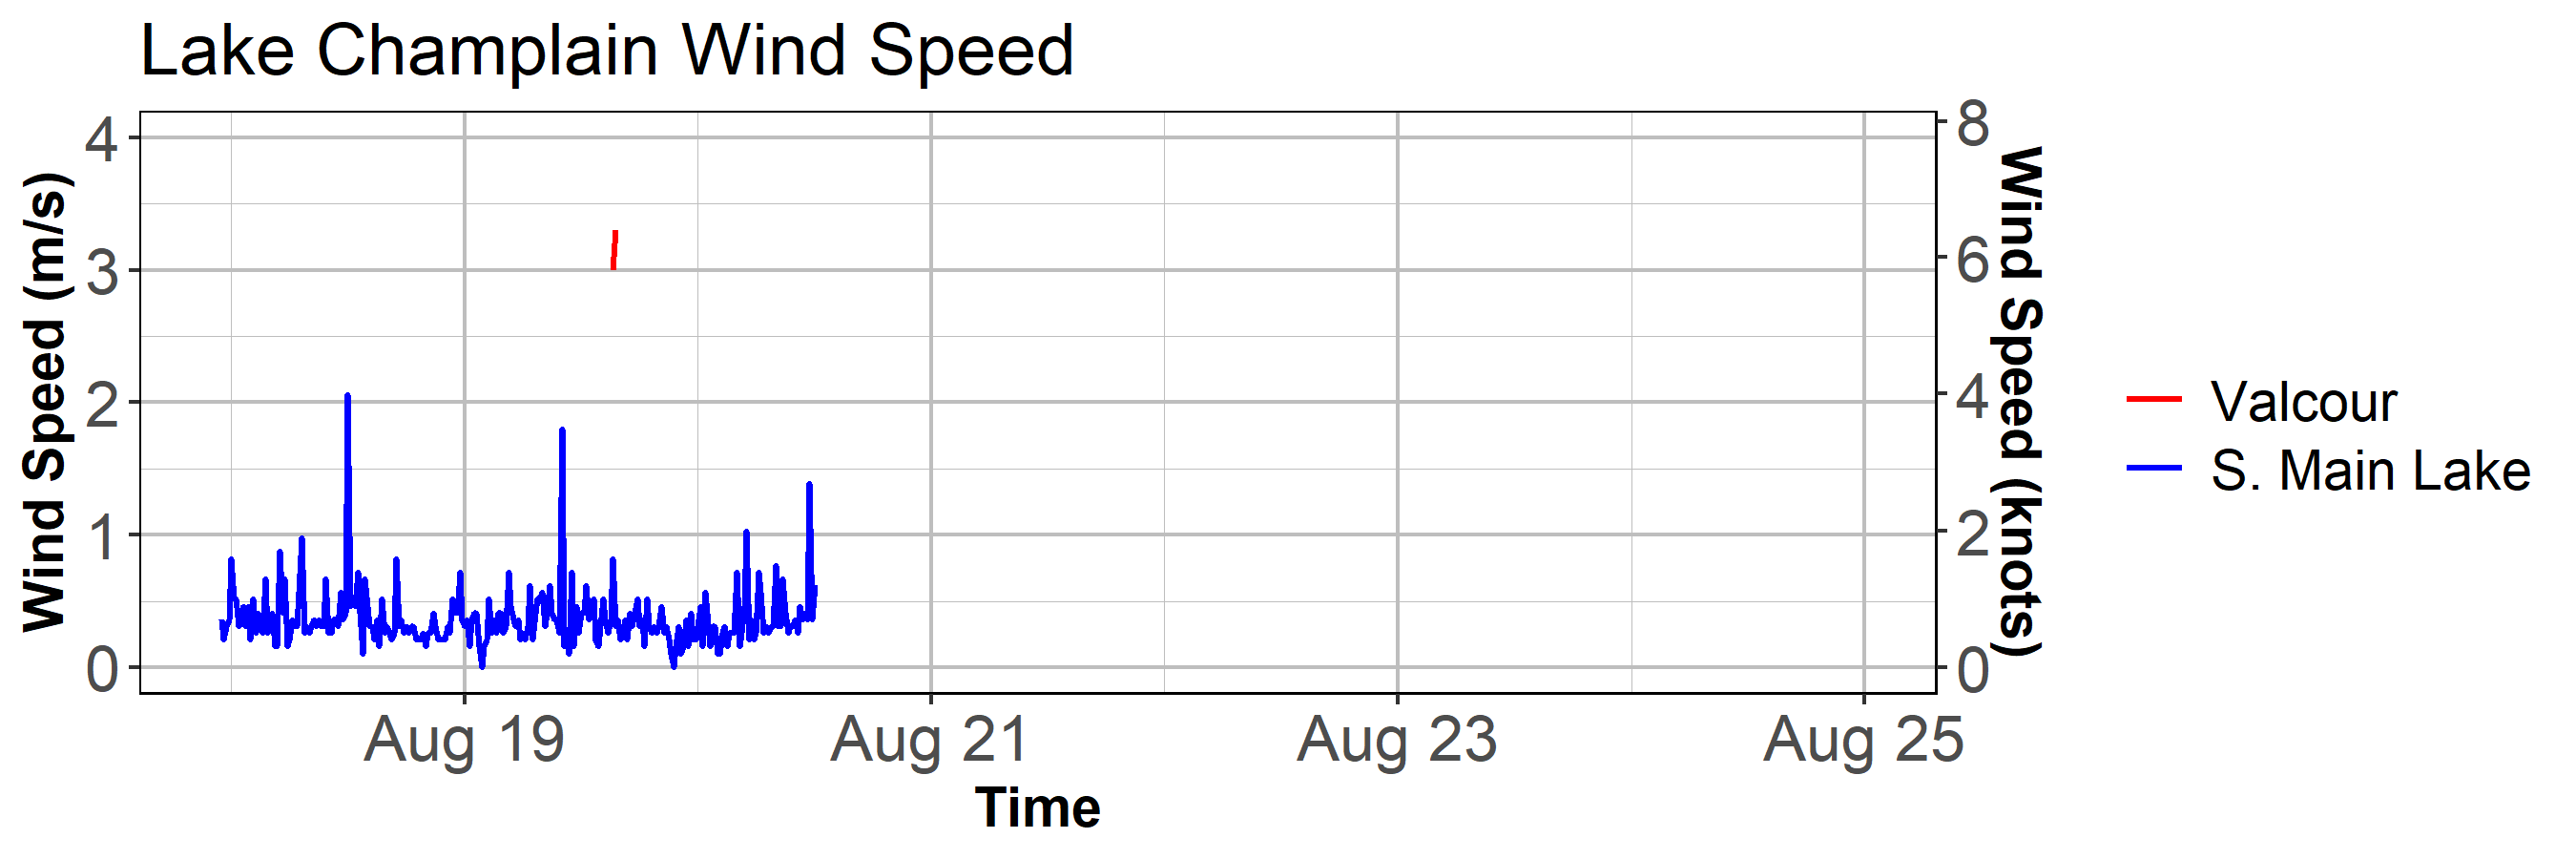 Lake Champlain Wind Speed
Wind Speed (m/s)
4
3
2
1
0
8
6
4
2
0
Wind Speed (knots)
Aug 19
Aug 21
Aug 23
Aug 25
Time
Valcour
S. Main Lake